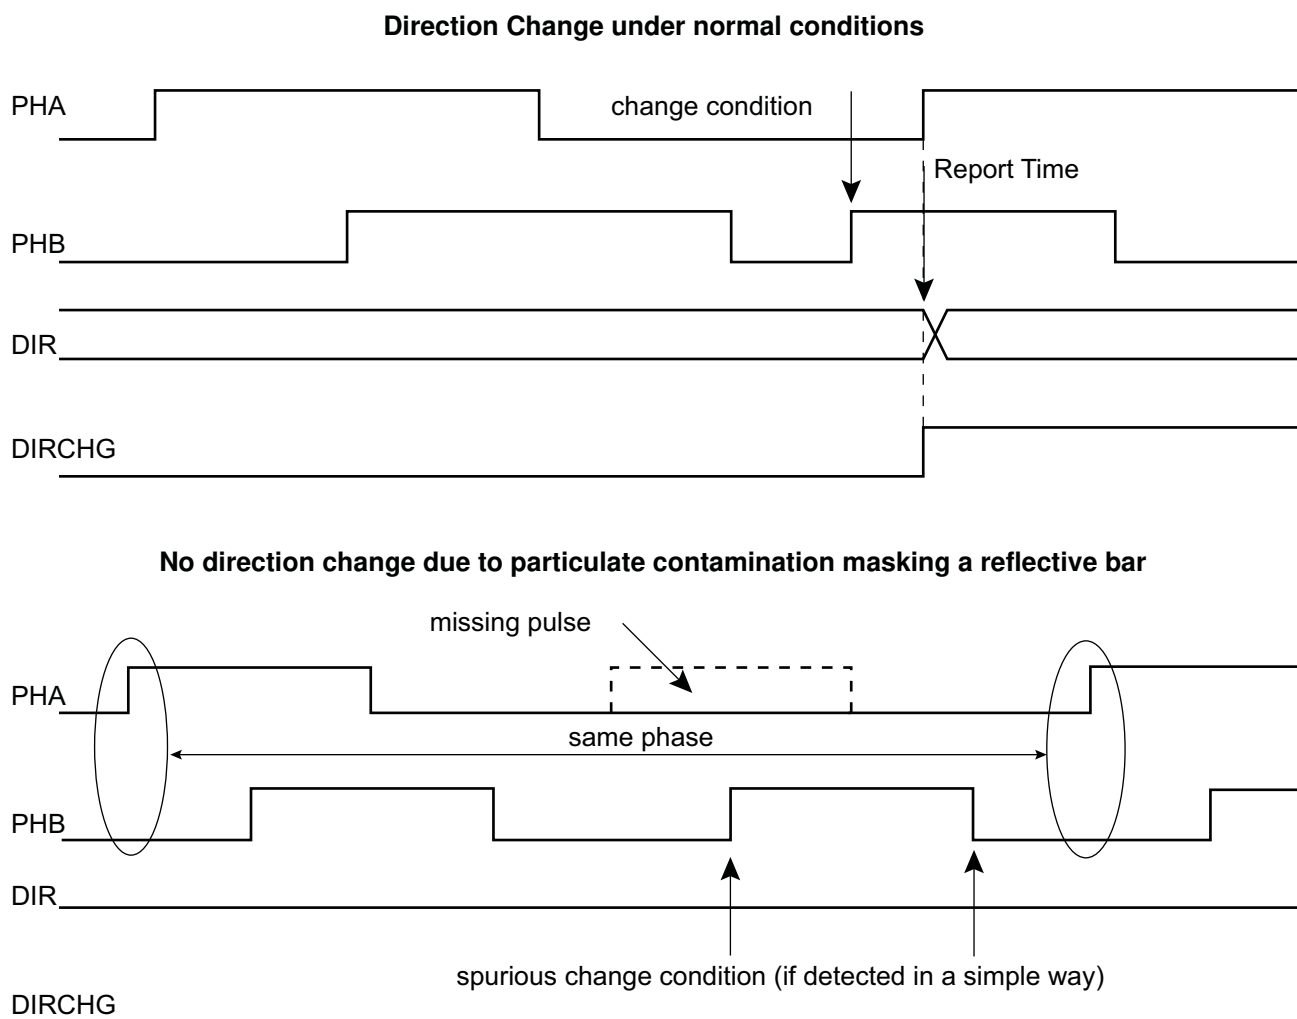 Direction Change under normal conditions
PHA
change condition
Report Time
PHB
DIR
DIRCHG
No direction change due to particulate contamination masking a reflective bar
missing pulse
PHA
same phase
PHB
DIR
spurious change condition (if detected in a simple way)
DIRCHG